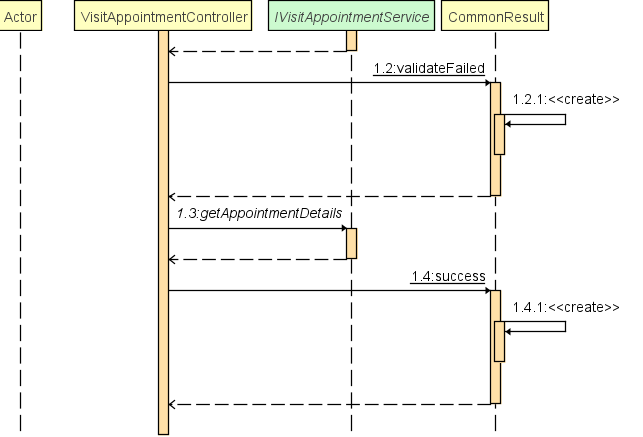 Actor
VisitAppointmentController
IVisitAppointmentService
CommonResult
1.2:validateFailed
1.2.1:<<create>>
1.3:getAppointmentDetails
1.4:success
1.4.1:<<create>>